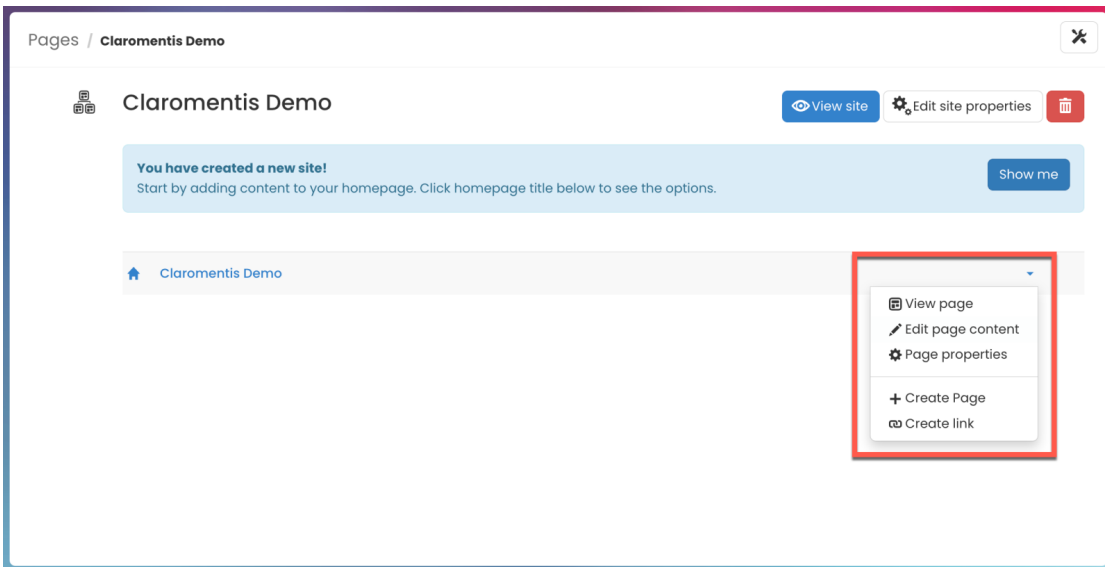 Pages / Claromentis Demo
Claromentis Demo
View site
Edit site properties
You have created a new site!
Start by adding content to your homepage. Click homepage title below to see the options.
Show me
Claromentis Demo
View page
Edit page content
Page properties
Create Page
Create link